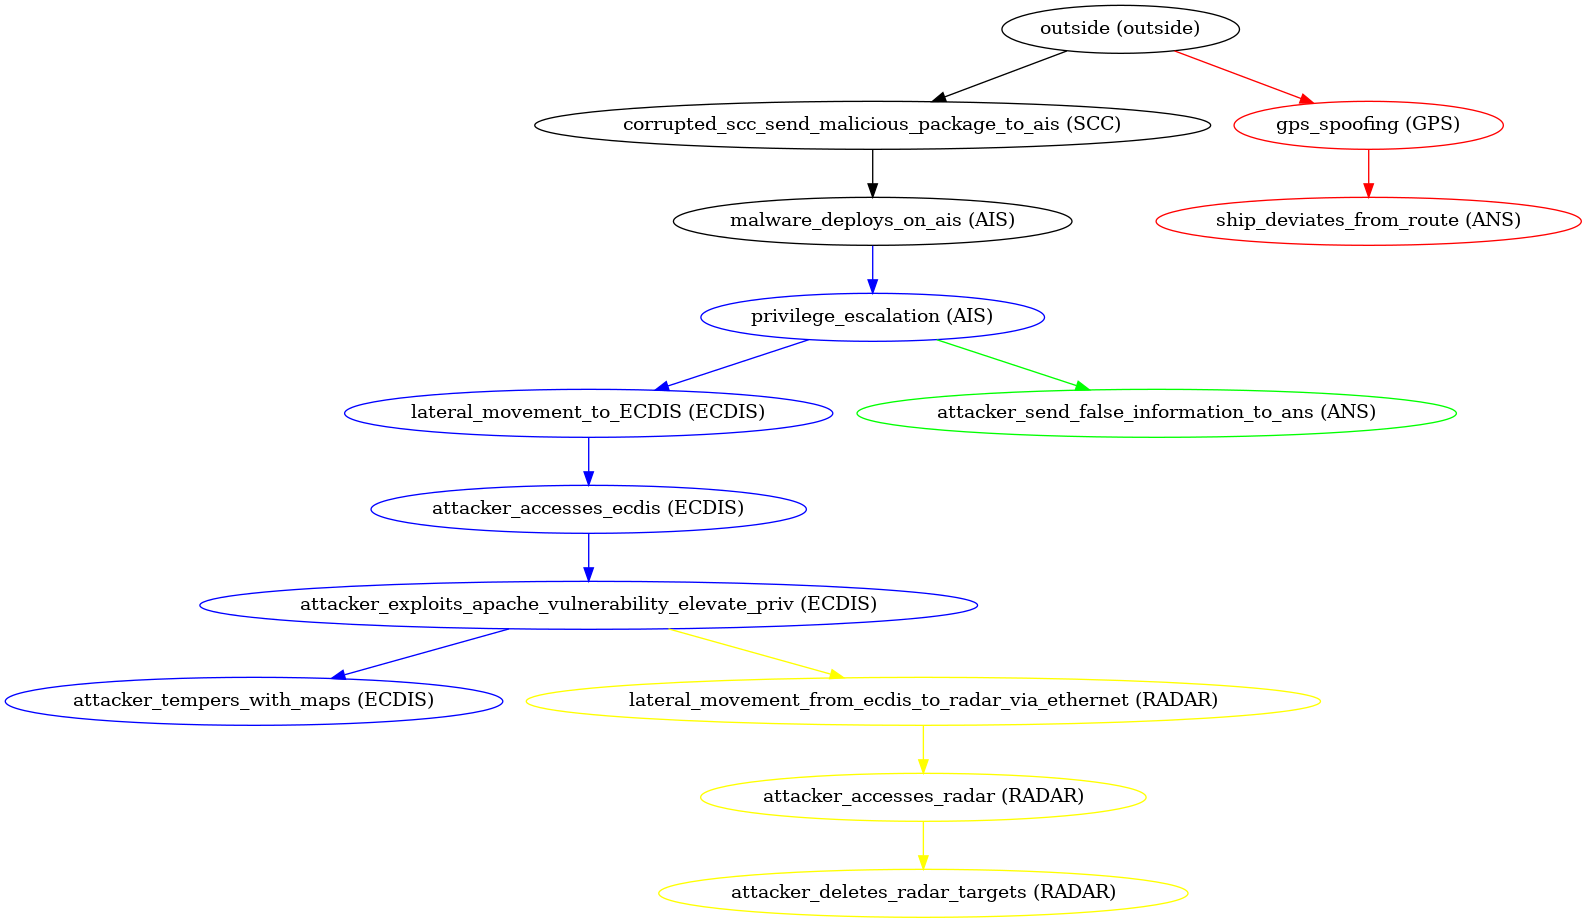 outside (outside)
corrupted_scc_send_malicious_package_to_ais (SCC)
gps_spoofing (GPS)
malware_deploys_on_ais (AIS)
ship_deviates_from_route (ANS)
privilege_escalation (AIS)
lateral_movement_to_ECDIS (ECDIS)
attacker_send_false_information_to_ans (ANS)
attacker_accesses_ecdis (ECDIS)
attacker_exploits_apache_vulnerability_elevate_priv (ECDIS)
attacker_tempers_with_maps (ECDIS)
lateral_movement_from_ecdis_to_radar_via_ethernet (RADAR)
attacker_accesses_radar (RADAR)
attacker_deletes_radar_targets (RADAR)